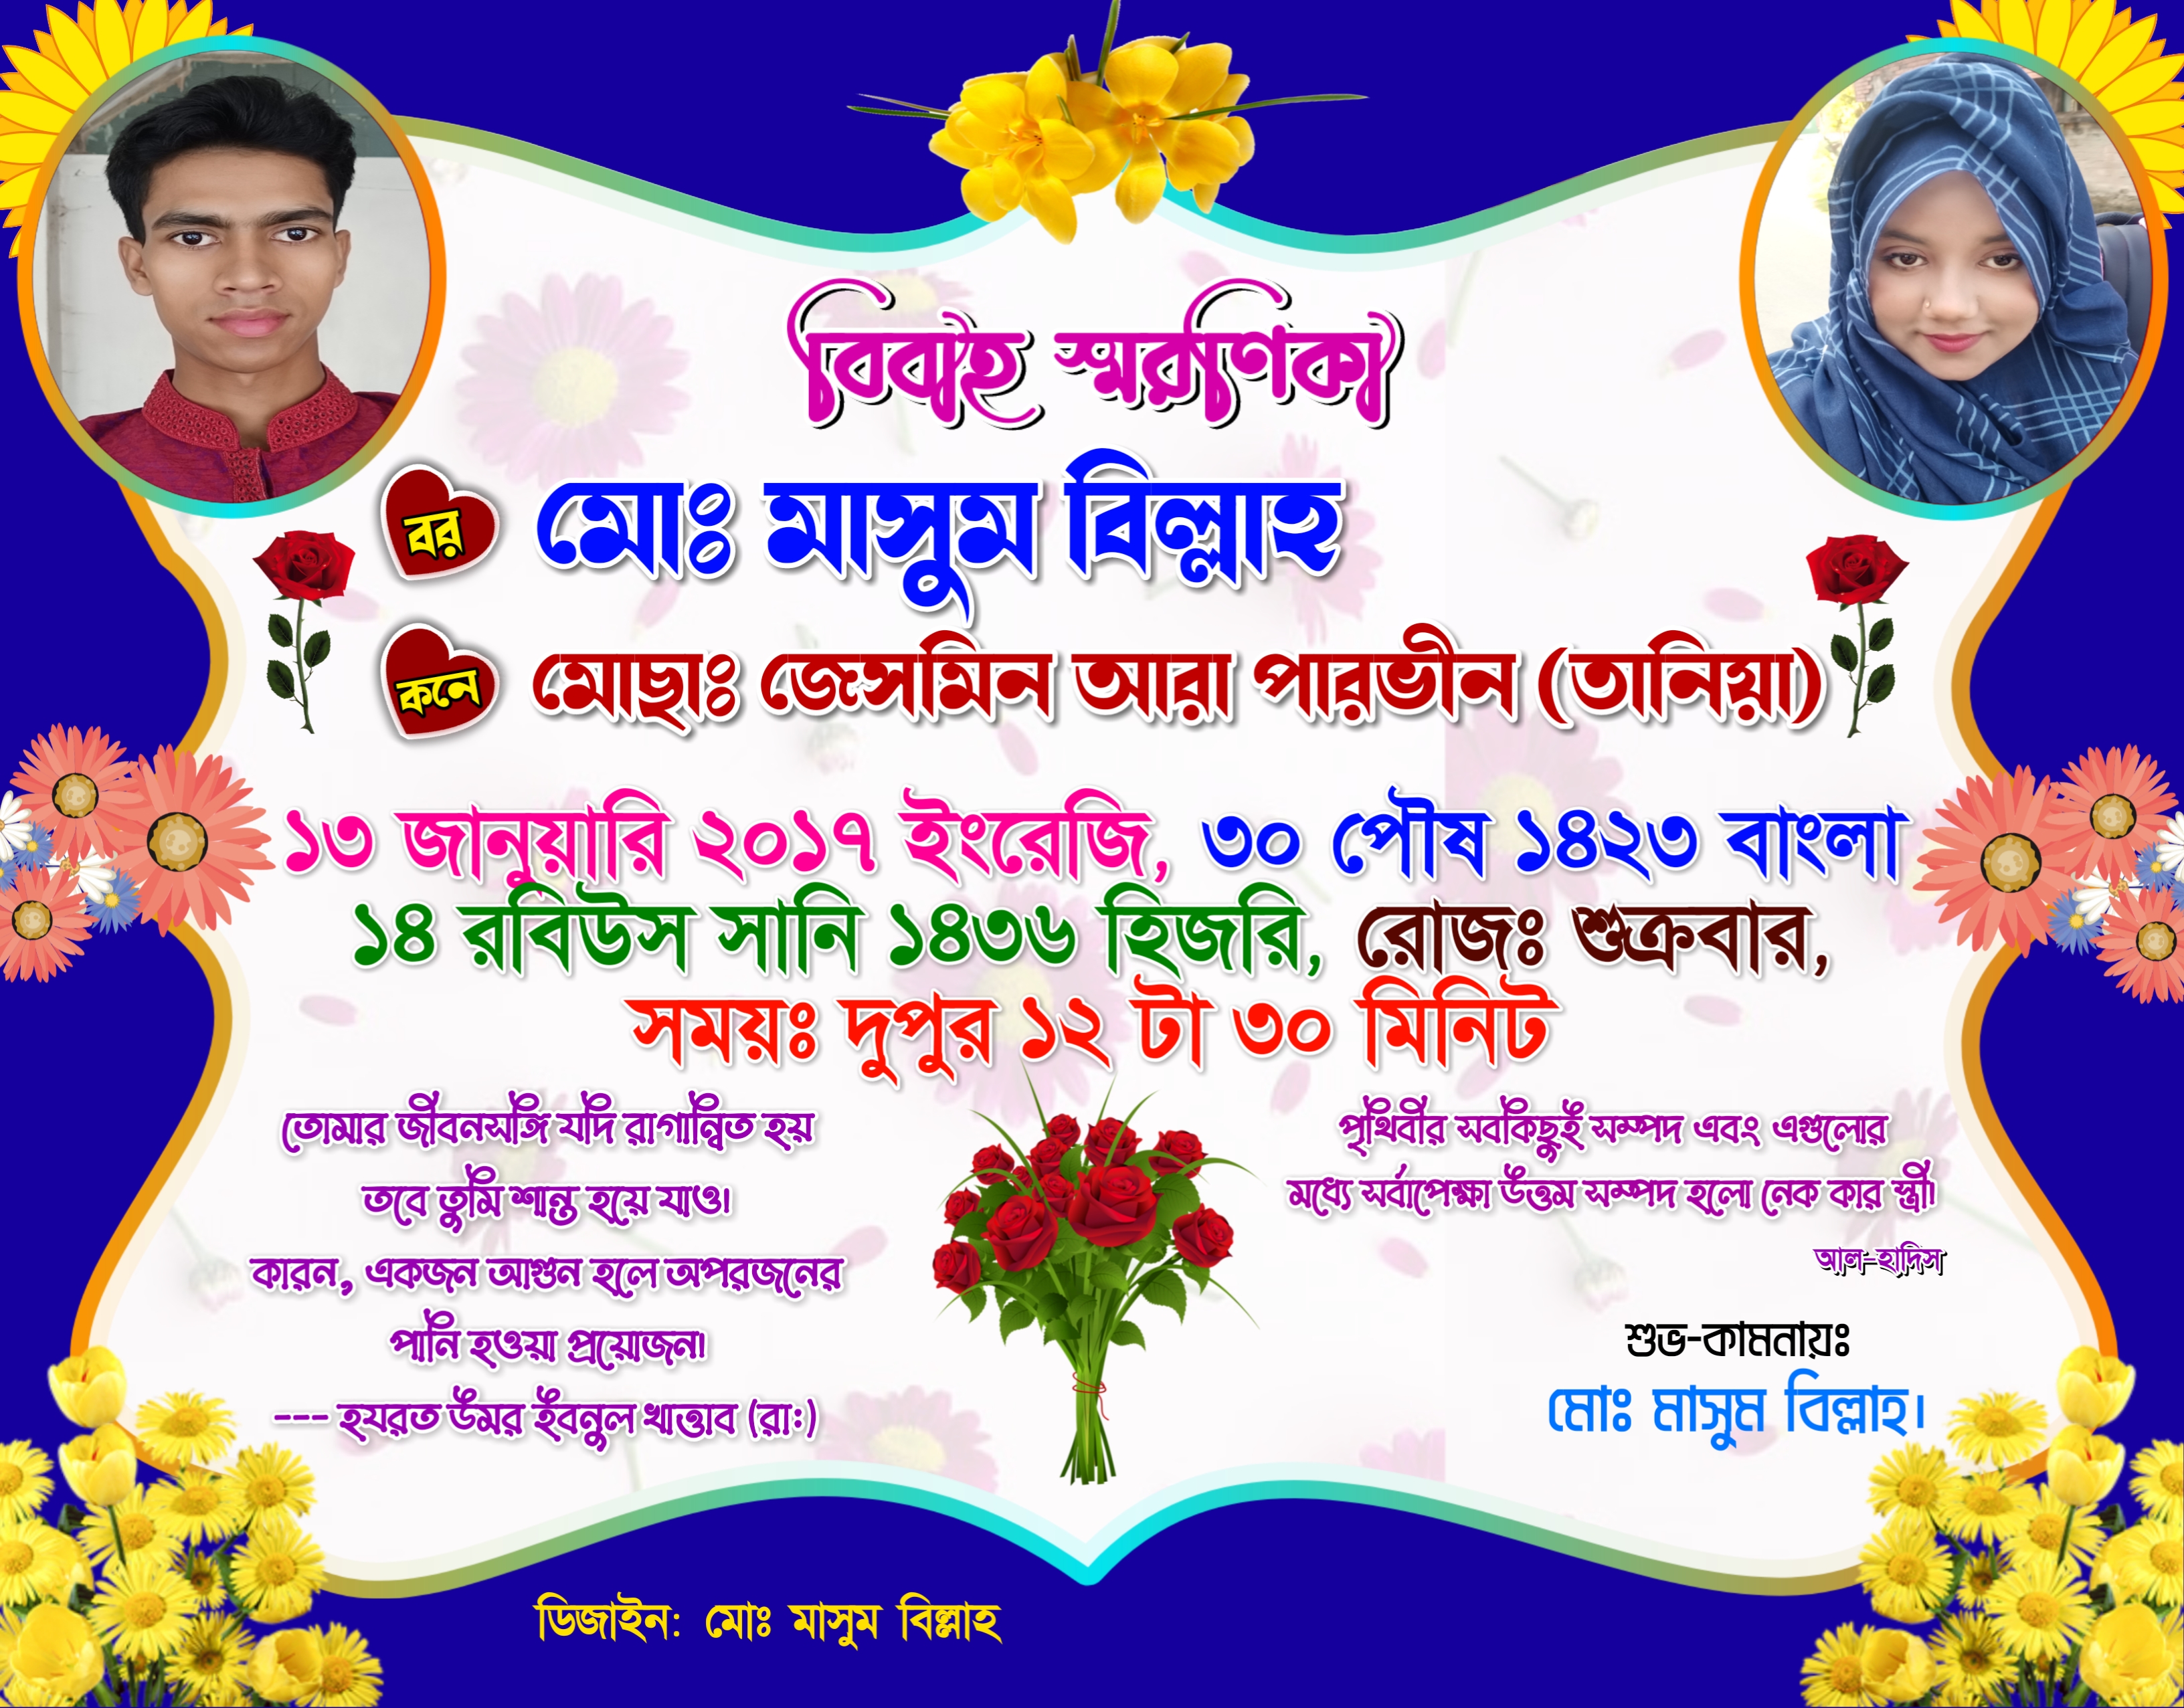 বিবাহ স্মরণিকা
বর
মোঃ মাসুম বিল্লাহ
কনে
মোছাঃ জেসমিন আরা পারভীন (তানিয়া)
১৩ জানুয়ারি ২০১৭ ইংরেজি, ৩০ পৌষ ১৪২৩ বাংলা
১৪ রবিউস সানি ১৪৩৬ হিজরি, রোজঃ শুক্রবার,
সময়ঃ দুপুর ১২ টা ৩০ মিনিট
তোমার জীবনসঙ্গি যদি রাগান্বিত হয়
তবে তুমি শান্ত হয়ে যাও।
কারন, একজন আগুন হলে অপরজনের
পানি হওয়া প্রয়োজন।
--- হযরত উমর ইবনুল খাত্তাব (রা:)
পৃথিবীর সবকিছুই সম্পদ এবং এগুলোর
মধ্যে সর্বাপেক্ষা উত্তম সম্পদ হলো নেক কার স্ত্রী।
আল-হাদিস
শুভ-কামনায়ঃ
মোঃ মাসুম বিল্লাহ।
ডিজাইন: মোঃ মাসুম বিল্লাহ